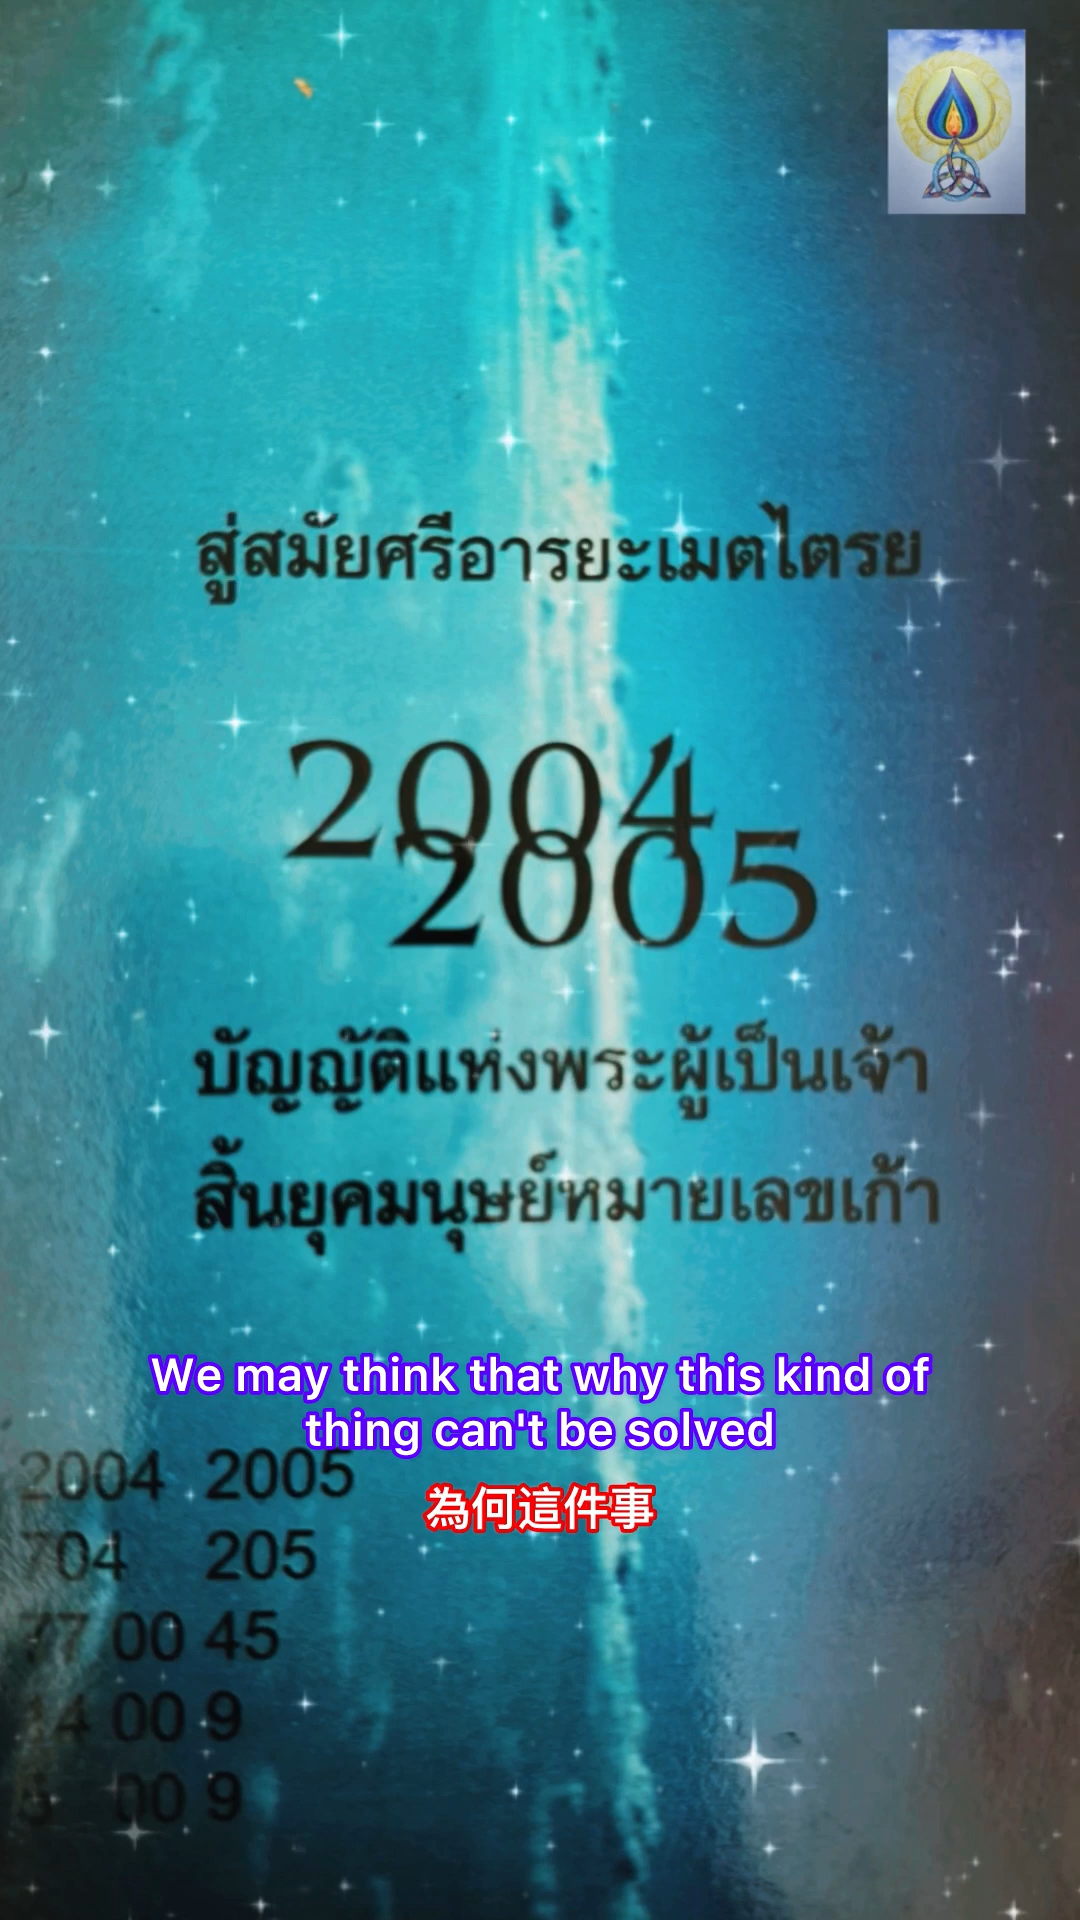 สู่สมัยศรีอารยะเมตไตรย
2004
2005
บัญญัติแห่งพระผู้เป็นเจ้า
สิ้นยุคมนุษย์หมายเลขเก้า
We may think that why this kind of
thing can't be solved
2004 2005
為何這件事
704 205
77 00 45
14 00 9
5 00 9